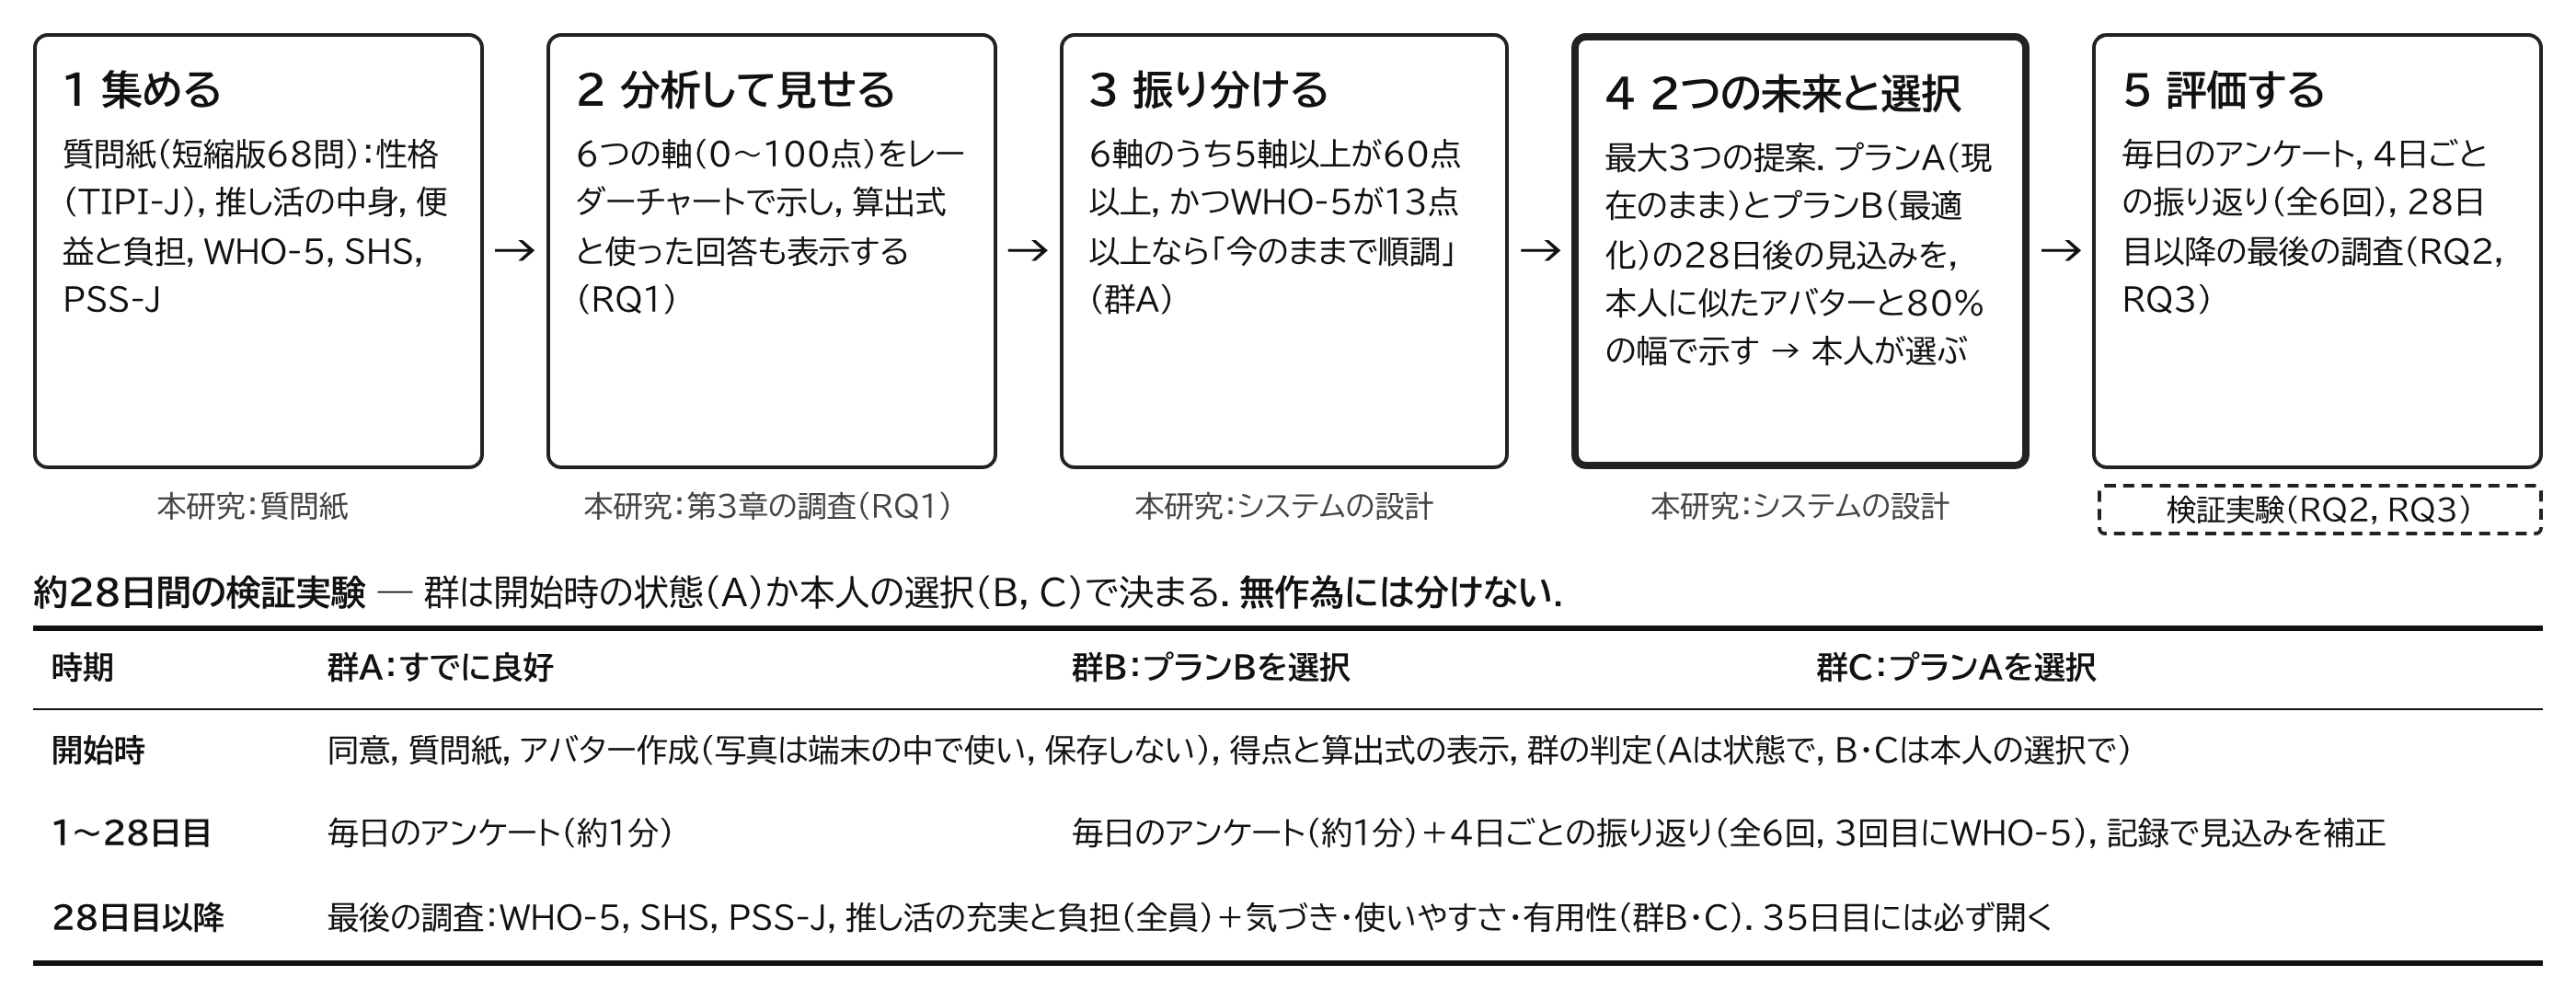 1 集める
質問紙（短縮版68問）：性格
（TIPI-J），推し活の中身，便
益と負担，WHO-5，SHS，
PSS-J
→
2 分析して見せる
6つの軸（0〜100点）をレー
ダーチャートで示し，算出式
と使った回答も表示する
（RQ1）
→
3 振り分ける
6軸のうち5軸以上が60点
以上，かつWHO-5が13点
以上なら「今のままで順調」
（群A）
→
4 2つの未来と選択
最大3つの提案．プランA（現
在のまま）とプランB（最適
化）の28日後の見込みを，
本人に似たアバターと80%
の幅で示す → 本人が選ぶ
→
5 評価する
毎日のアンケート，4日ごと
の振り返り（全6回），28日
目以降の最後の調査（RQ2，
RQ3）
本研究：質問紙
本研究：第3章の調査（RQ1）
本研究：システムの設計
本研究：システムの設計
検証実験（RQ2，RQ3）
約28日間の検証実験 — 群は開始時の状態（A）か本人の選択（B，C）で決まる．無作為には分けない．
時期 群A：すでに良好 群B：プランBを選択 群C：プランAを選択
開始時 同意，質問紙，アバター作成（写真は端末の中で使い，保存しない），得点と算出式の表示，群の判定（Aは状態で，B・Cは本人の選択で）
1〜28日目 毎日のアンケート（約1分） 毎日のアンケート（約1分）＋4日ごとの振り返り（全6回，3回目にWHO-5），記録で見込みを補正
28日目以降 最後の調査：WHO-5，SHS，PSS-J，推し活の充実と負担（全員）＋気づき・使いやすさ・有用性（群B・C）．35日目には必ず開く